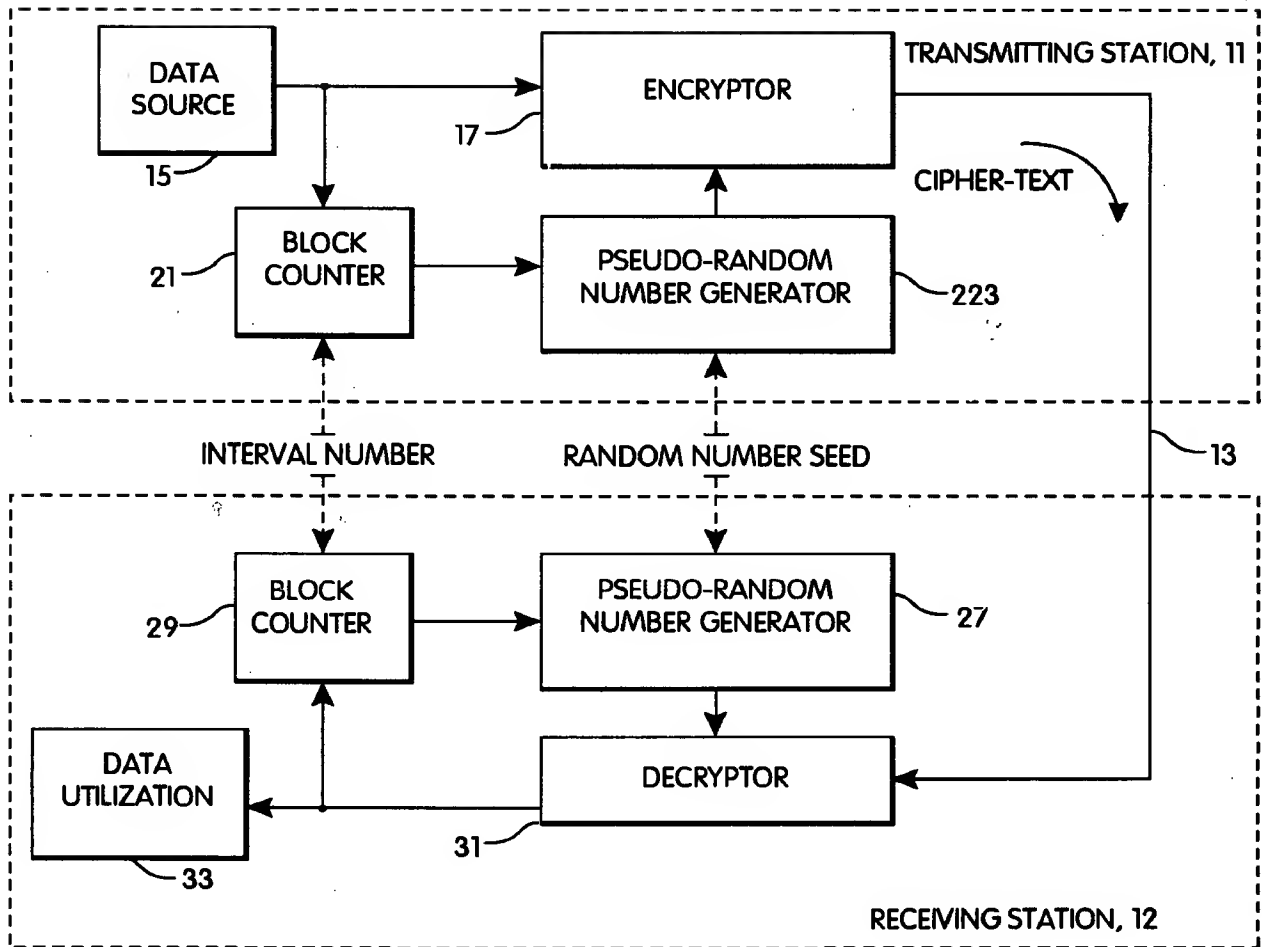 DATA
SOURCE
15
ENCRYPTOR
17
TRANSMITTING STATION, 11
CIPHER-TEXT
BLOCK
COUNTER
21
PSEUDO-RANDOM
NUMBER GENERATOR
223
INTERVAL NUMBER
RANDOM NUMBER SEED
13
BLOCK
COUNTER
29
PSEUDO-RANDOM
NUMBER GENERATOR
27
DATA
UTILIZATION
33
DECRYPTOR
31
RECEIVING STATION, 12